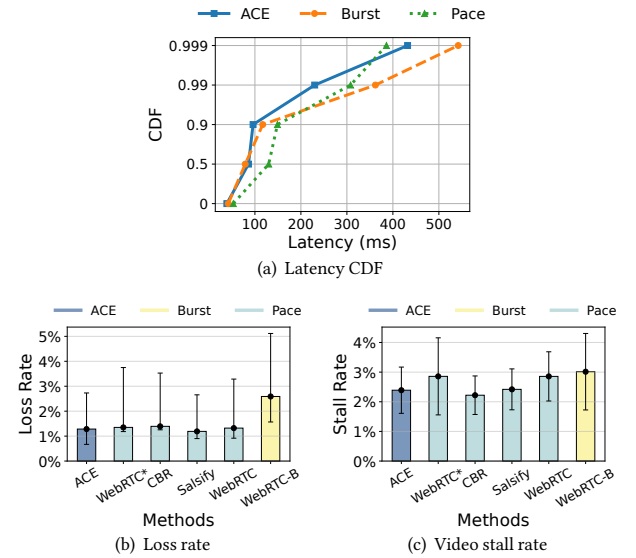 ACE Burst Pace
0.999
0.99
0.9
0.5
0
CDF
100 200 300 400 500
Latency (ms)
(a) Latency CDF
ACE Burst Pace
5%
4%
3%
2%
1%
0%
Loss Rate
ACE WebRTC* CBR Salsify WebRTC WebRTC-B
Methods
(b) Loss rate
ACE Burst Pace
4%
3%
2%
1%
0%
Stall Rate
ACE WebRTC* CBR Salsify WebRTC WebRTC-B
Methods
(c) Video stall rate